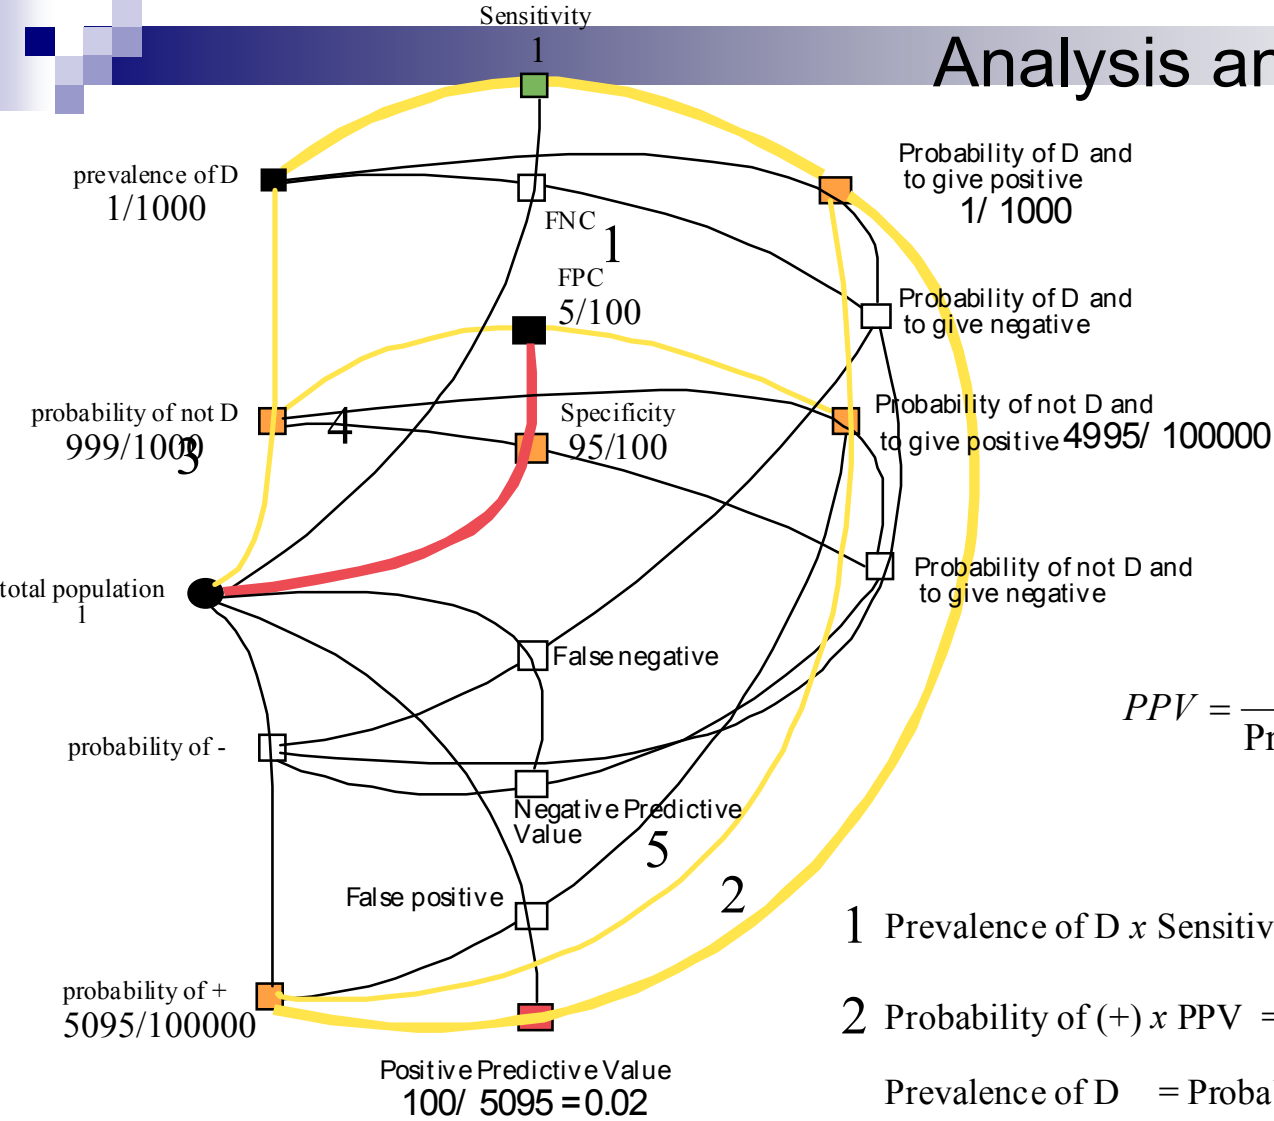 Sensitivity
1
Analysis an
prevalence of D
1/1000
Probability of D and
to give positive
1/ 1000
FNC
1
FPC
5/100
Probability of D and
to give negative
probability of not D
999/1000
3
4
Specificity
95/100
Probability of not D and
to give positive 4995/ 100000
total population
1
Probability of not D and
to give negative
False negative
PPV =
Pr
probability of -
Negative Predictive
Value
5
2
False positive
1 Prevalence of D x Sensitiv
probability of +
5095/100000
2 Probability of (+) x PPV =
Positive Predictive Value
100/ 5095 = 0.02
Prevalence of D = Proba